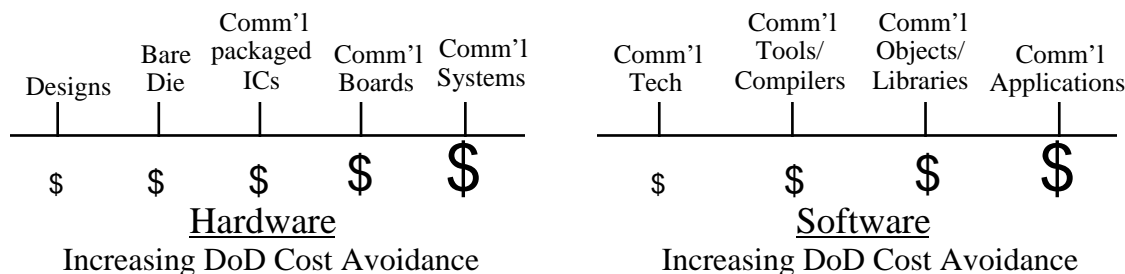 Designs
Bare
Die
Comm’l
packaged
ICs
Comm’l
Boards
Comm’l
Systems
$ $ $ $ $
Hardware
Increasing DoD Cost Avoidance
Comm’l
Tech
Comm’l
Tools/
Compilers
Comm’l
Objects/
Libraries
Comm’l
Applications
$ $ $ $
Software
Increasing DoD Cost Avoidance